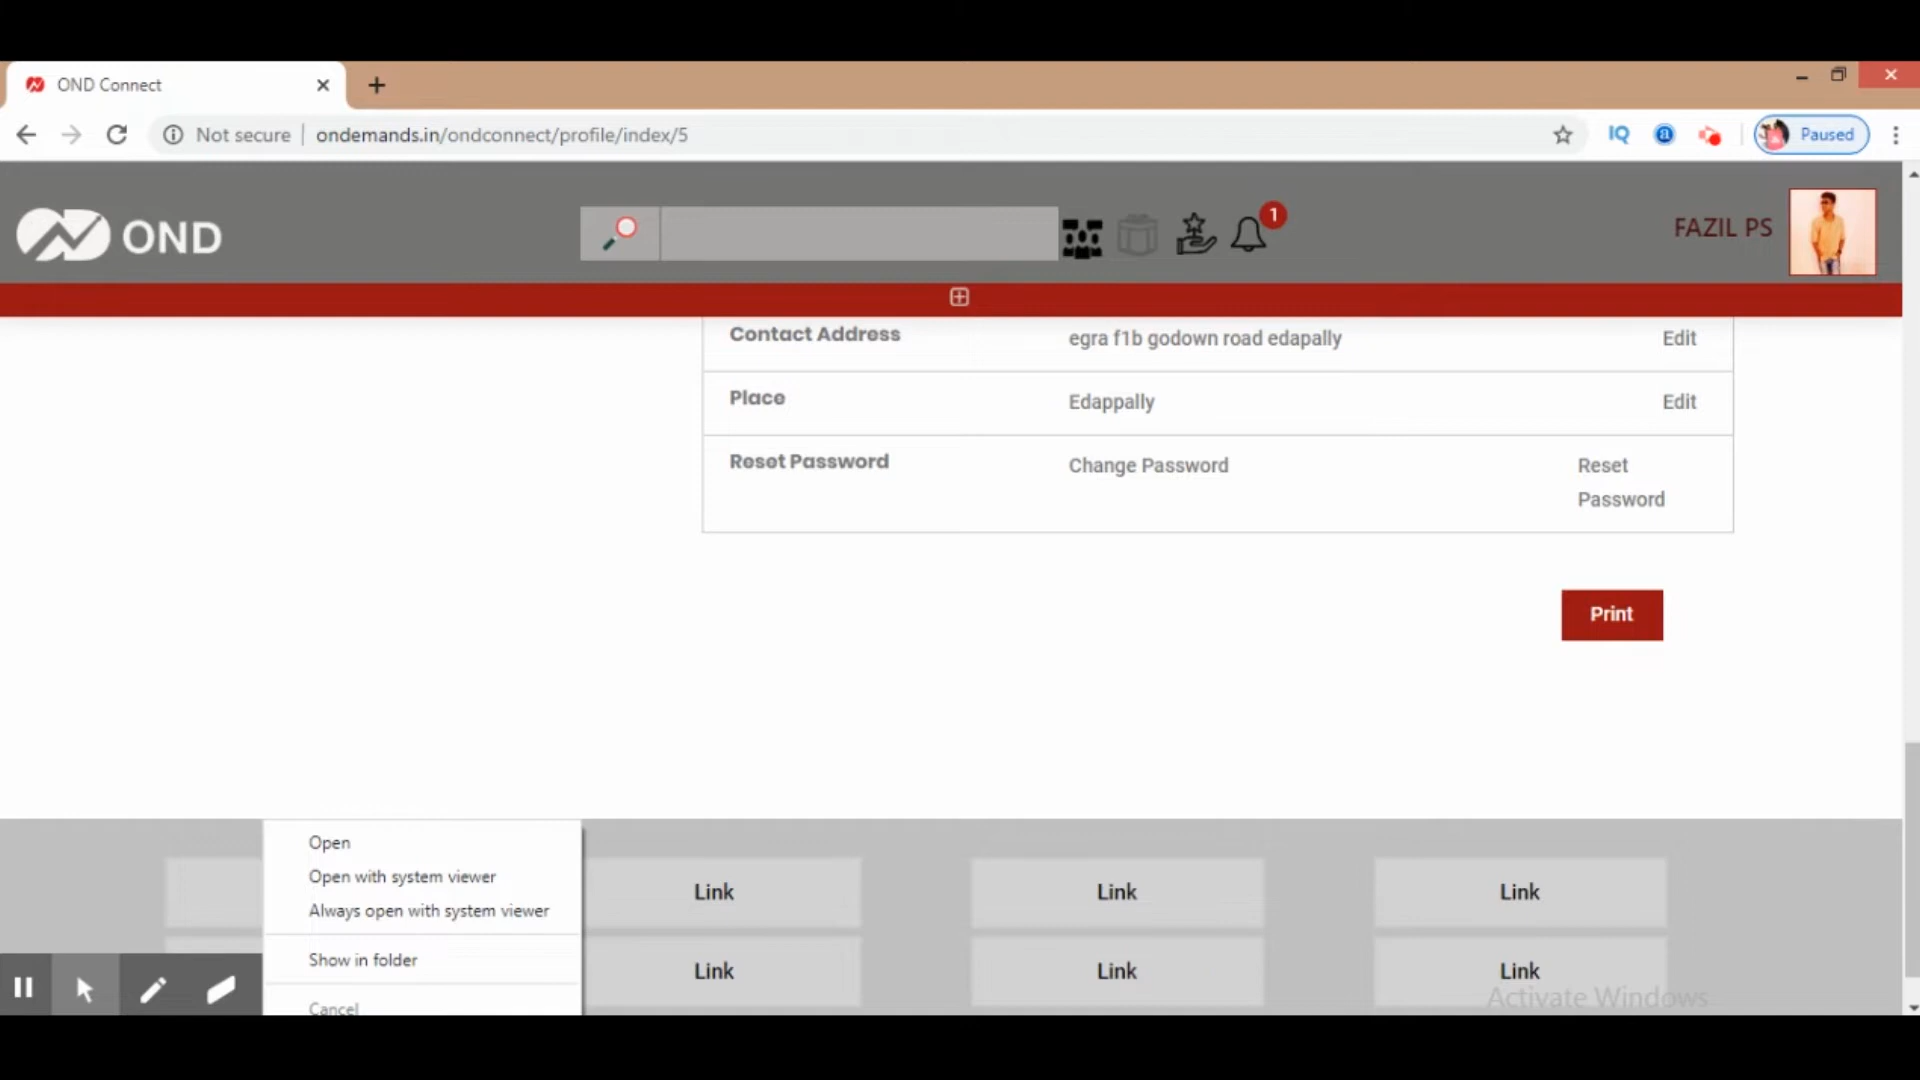 OND Connect
Not secure
ondemands.in/ondconnect/profile/index/5
IQ
a
Paused
OND
1
FAZIL PS
Contact Address egra f1b godown road edapally Edit
Place Edappally Edit
Reset Password Change Password Reset
Password
Print
Open
Open with system viewer
Always open with system viewer
Show in folder
Cancel
Link Link Link
Link Link Link
Activate Windows